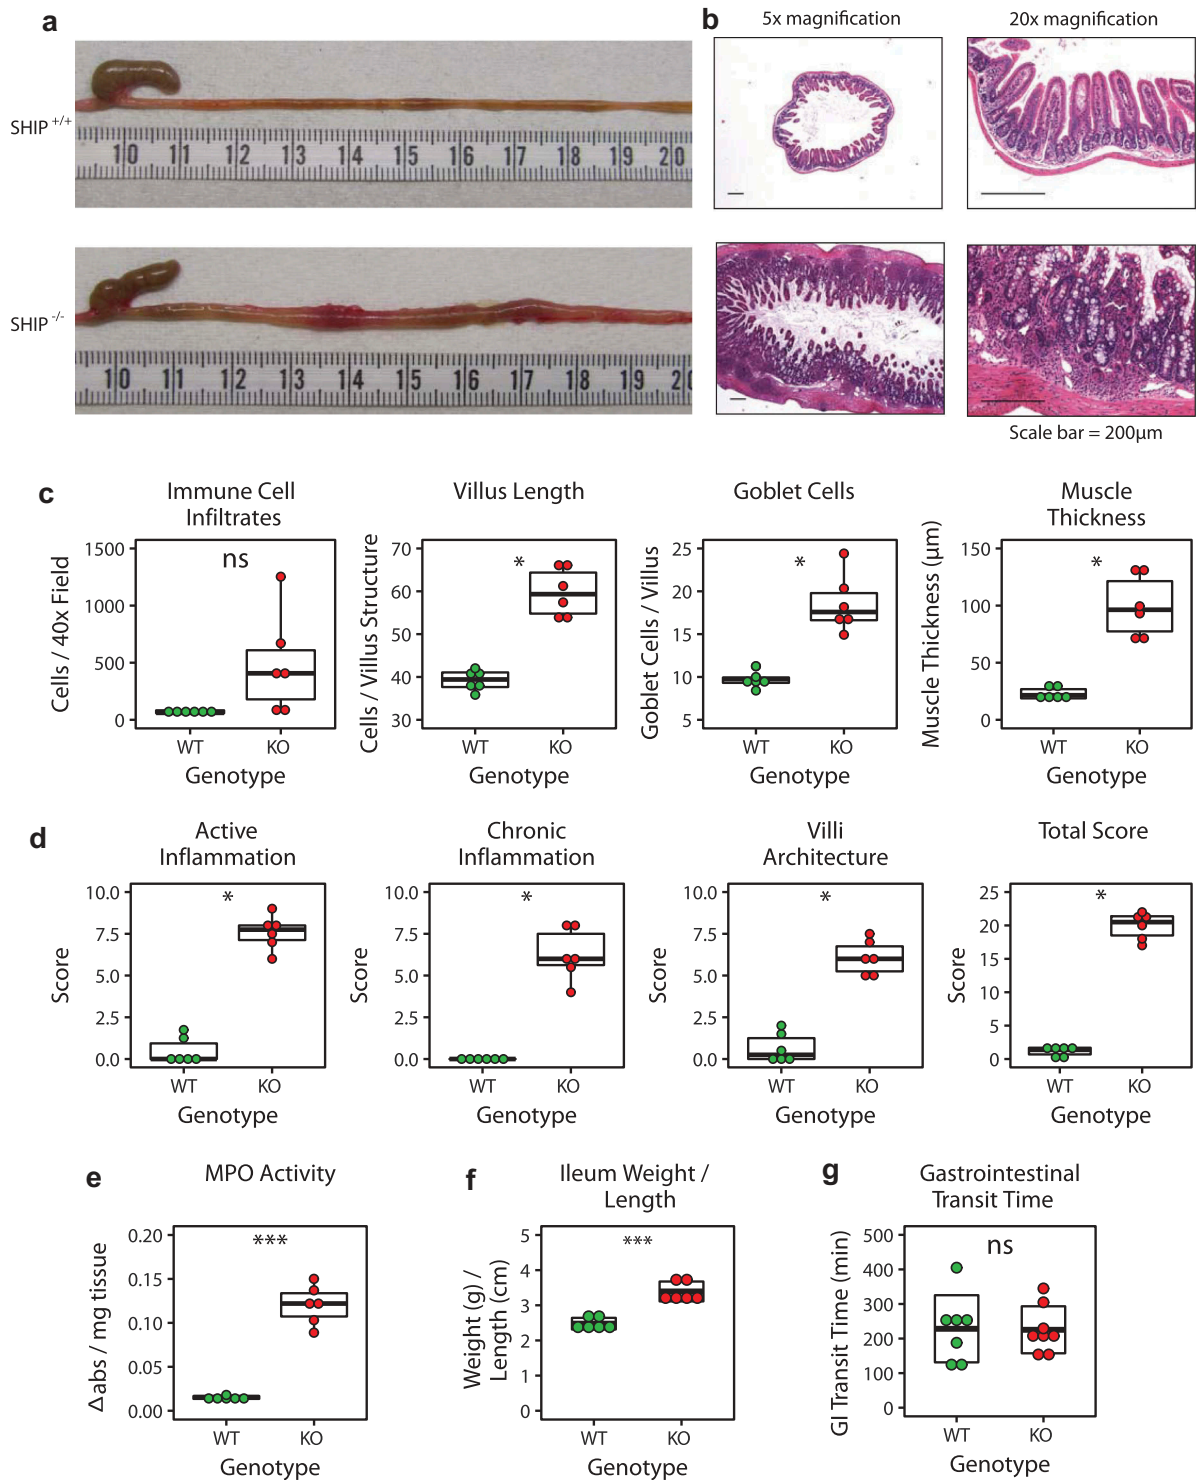 a
SHIP +/+
10 11 12 13 14 15 16 17 18 19 20
SHIP -/-
10 11 12 13 14 15 16 17 18 19
b
5x magnification
20x magnification
Scale bar = 200µm
c
Immune Cell
Infiltrates
Cells / 40x Field
1500
1000
500
0
ns
WT KO
Genotype
Villus Length
Cells / Villus Structure
70
60
50
40
30
*
WT KO
Genotype
Goblet Cells
Goblet Cells / Villus
25
20
15
10
5
*
WT KO
Genotype
Muscle
Thickness
Muscle Thickness (µm)
150
100
50
0
*
WT KO
Genotype
d
Active
Inflammation
Score
10.0
7.5
5.0
2.5
0.0
*
WT KO
Genotype
Chronic
Inflammation
Score
10.0
7.5
5.0
2.5
0.0
*
WT KO
Genotype
Villi
Architecture
Score
10.0
7.5
5.0
2.5
0.0
*
WT KO
Genotype
Total Score
Score
25
20
15
10
5
0
*
WT KO
Genotype
e
MPO Activity
Δabs / mg tissue
0.20
0.15
0.10
0.05
0.00
***
WT KO
Genotype
f
Ileum Weight /
Length
Weight (g) /
Length (cm)
5
4
3
2
1
0
***
WT KO
Genotype
g
Gastrointestinal
Transit Time
GI Transit Time (min)
500
400
300
200
100
0
ns
WT KO
Genotype